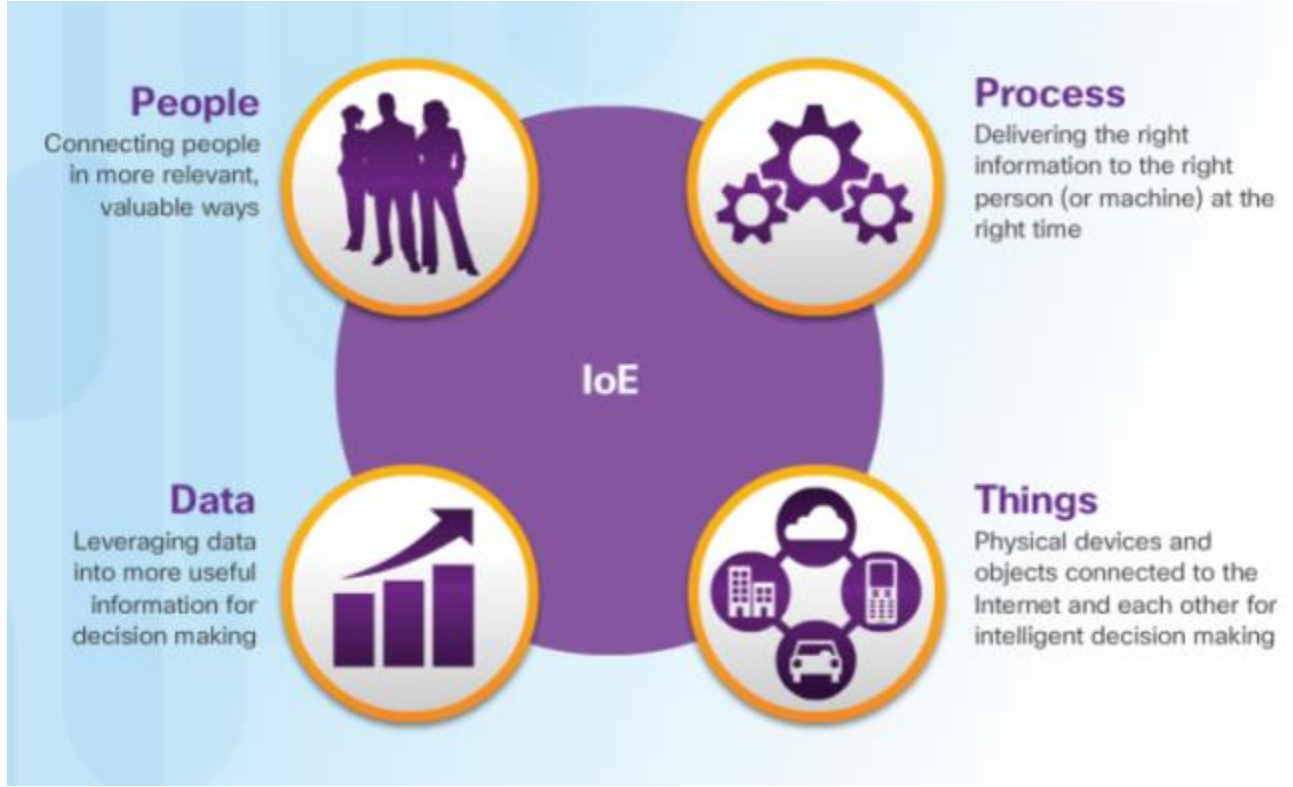 People
Connecting people
in more relevant,
valuable ways
Process
Delivering the right
information to the right
person (or machine) at the
right time
IoE
Data
Leveraging data
into more useful
information for
decision making
Things
Physical devices and
objects connected to the
Internet and each other for
intelligent decision making